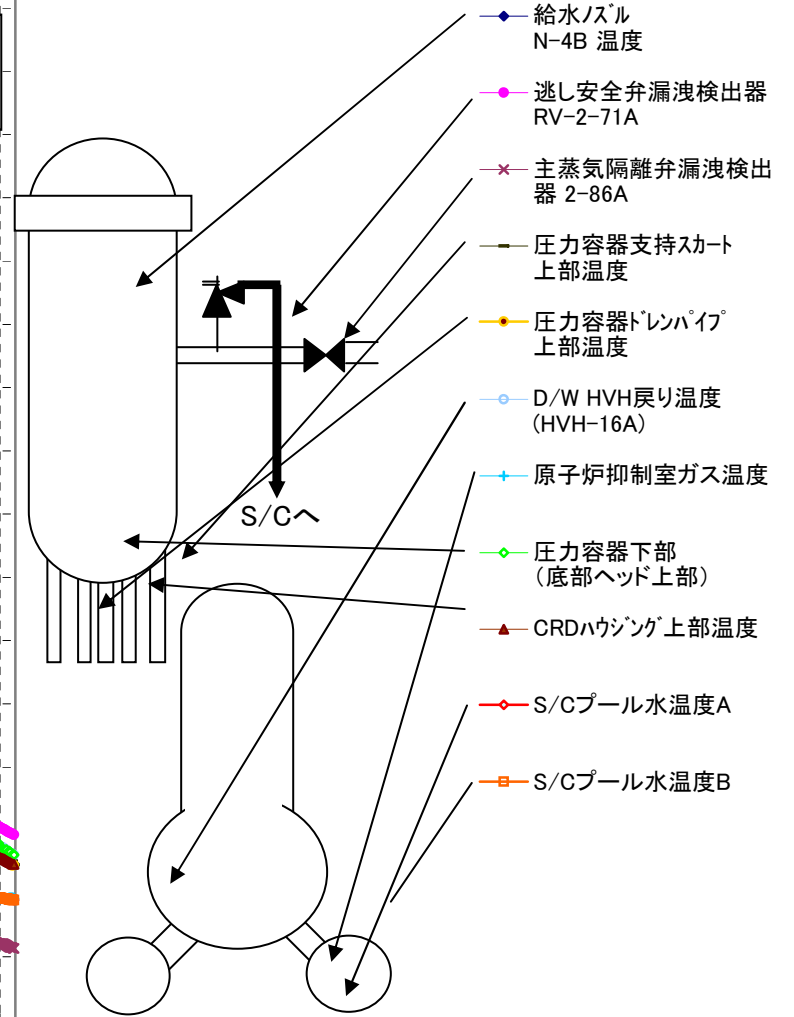 給水ノズル
N-4B 温度
逃し安全弁漏洩検出器
RV-2-71A
主蒸気隔離弁漏洩検出
器 2-86A
圧力容器支持スカート
上部温度
圧力容器ドレンパイプ
上部温度
D/W HVH戻り温度
(HVH-16A)
原子炉抑制室ガス温度
S/Cへ
圧力容器下部
(底部ヘッド上部)
CRDハウジング上部温度
S/Cプール水温度A
S/Cプール水温度B